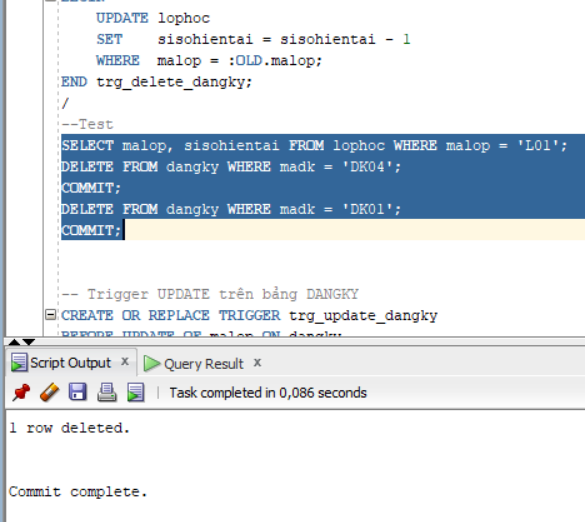 BEGIN
UPDATE lophoc
SET sisohientai = sisohientai - 1
WHERE malop = :OLD.malop;
END trg_delete_dangky;
/
--Test
SELECT malop, sisohientai FROM lophoc WHERE malop = 'L01';
DELETE FROM dangky WHERE madk = 'DK04';
COMMIT;
DELETE FROM dangky WHERE madk = 'DK01';
COMMIT;
-- Trigger UPDATE trên bảng DANGKY
CREATE OR REPLACE TRIGGER trg_update_dangky
BEFORE UPDATE OF malop ON dangky
Script Output x Query Result x
Task completed in 0,086 seconds
1 row deleted.
Commit complete.